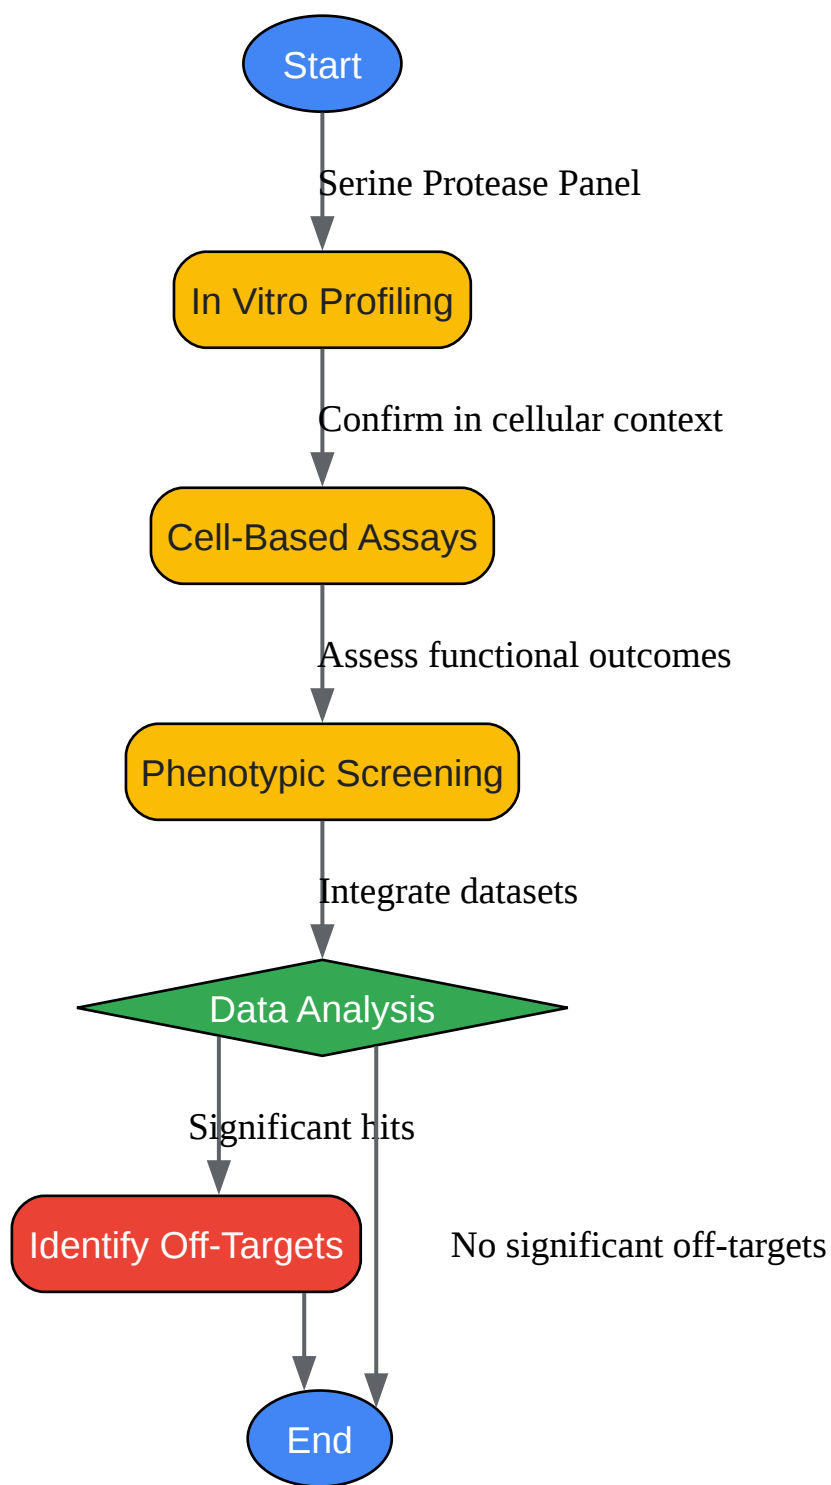 Start
Serine Protease Panel
In Vitro Profiling
Confirm in cellular context
Cell-Based Assays
Assess functional outcomes
Phenotypic Screening
Integrate datasets
Data Analysis
Significant hits
Identify Off-Targets
No significant off-targets
End